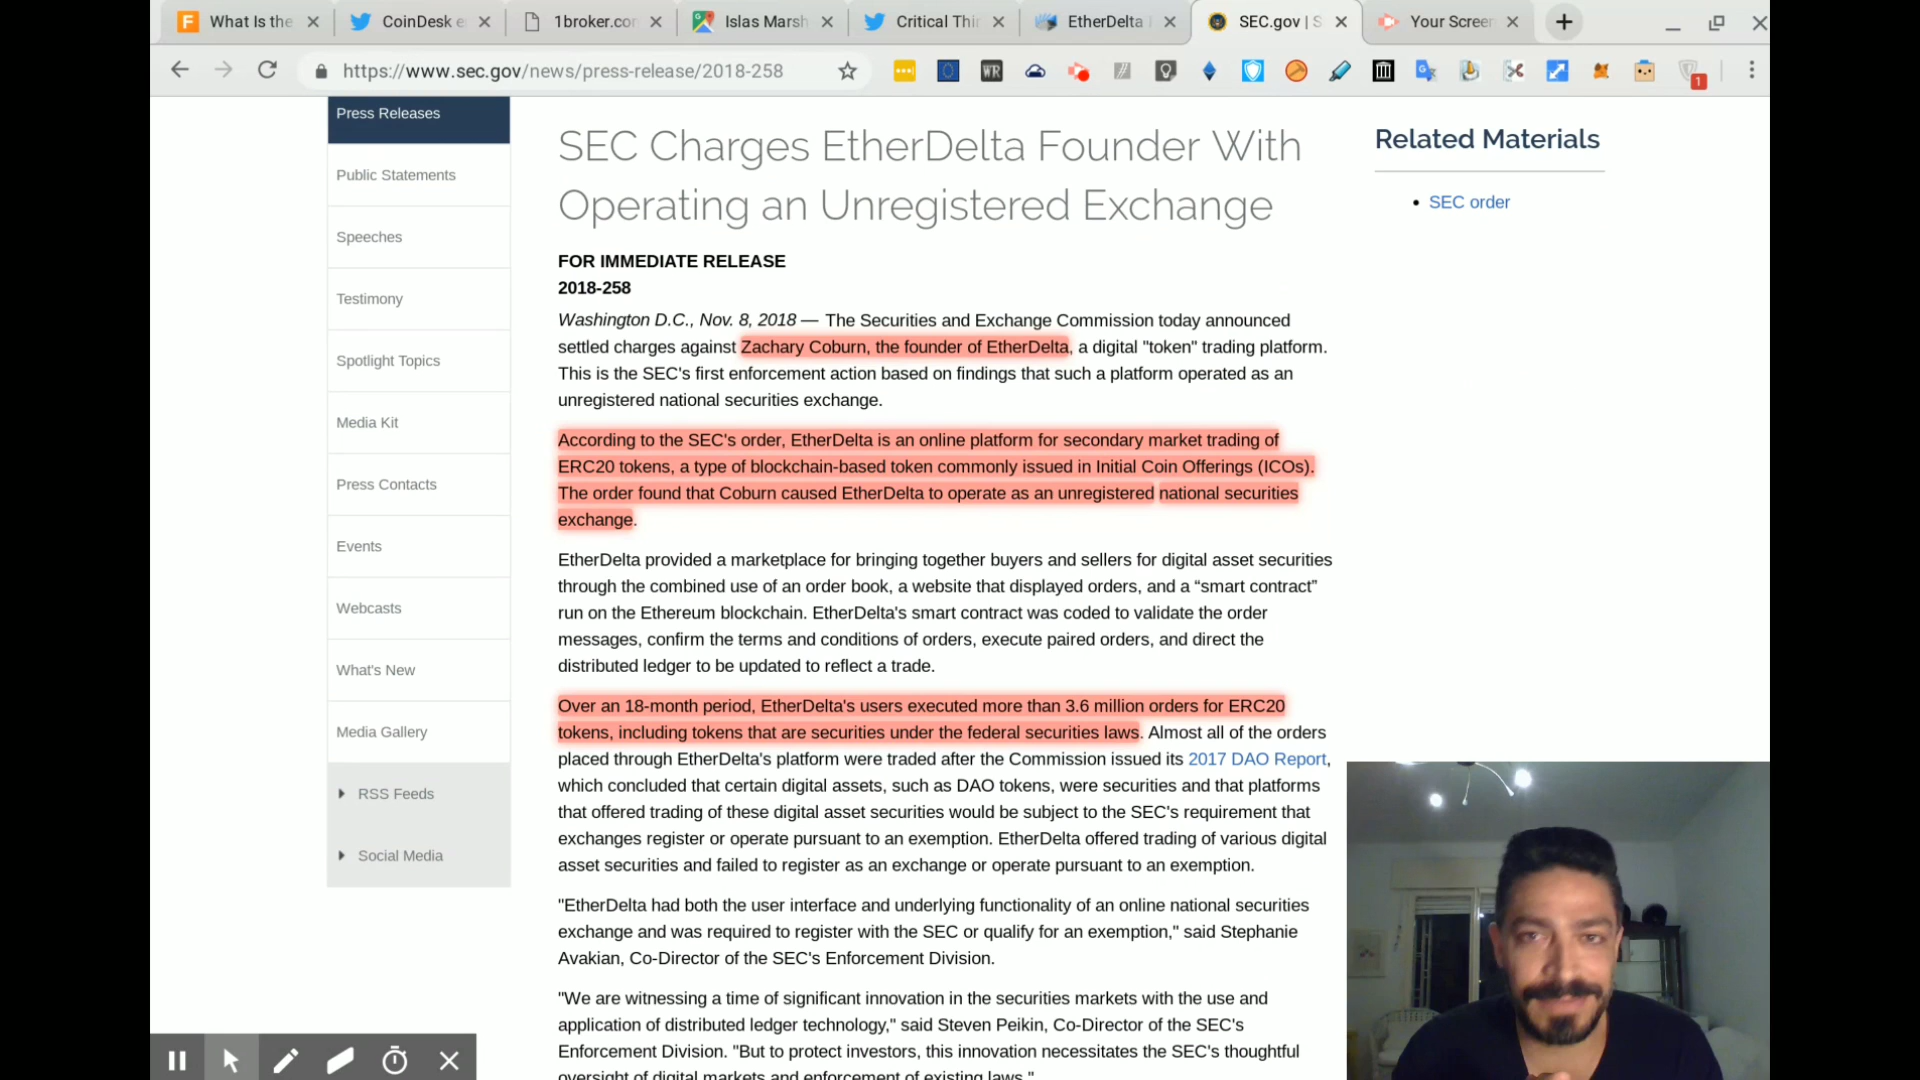 What Is the
CoinDesk e
1broker.con
Islas Marsh
Critical Thi
EtherDelta
SEC.gov | S
Your Screen
https://www.sec.gov/news/press-release/2018-258
WR
1
Press Releases
Public Statements
Speeches
Testimony
Spotlight Topics
Media Kit
Press Contacts
Events
Webcasts
What's New
Media Gallery
RSS Feeds
Social Media
SEC Charges EtherDelta Founder With
Operating an Unregistered Exchange
FOR IMMEDIATE RELEASE
2018-258
Washington D.C., Nov. 8, 2018 — The Securities and Exchange Commission today announced
settled charges against Zachary Coburn, the founder of EtherDelta, a digital "token" trading platform.
This is the SEC's first enforcement action based on findings that such a platform operated as an
unregistered national securities exchange.
According to the SEC's order, EtherDelta is an online platform for secondary market trading of
ERC20 tokens, a type of blockchain-based token commonly issued in Initial Coin Offerings (ICOs).
The order found that Coburn caused EtherDelta to operate as an unregistered national securities
exchange.
EtherDelta provided a marketplace for bringing together buyers and sellers for digital asset securities
through the combined use of an order book, a website that displayed orders, and a “smart contract”
run on the Ethereum blockchain. EtherDelta's smart contract was coded to validate the order
messages, confirm the terms and conditions of orders, execute paired orders, and direct the
distributed ledger to be updated to reflect a trade.
Over an 18-month period, EtherDelta's users executed more than 3.6 million orders for ERC20
tokens, including tokens that are securities under the federal securities laws. Almost all of the orders
placed through EtherDelta's platform were traded after the Commission issued its 2017 DAO Report,
which concluded that certain digital assets, such as DAO tokens, were securities and that platforms
that offered trading of these digital asset securities would be subject to the SEC's requirement that
exchanges register or operate pursuant to an exemption. EtherDelta offered trading of various digital
asset securities and failed to register as an exchange or operate pursuant to an exemption.
"EtherDelta had both the user interface and underlying functionality of an online national securities
exchange and was required to register with the SEC or qualify for an exemption," said Stephanie
Avakian, Co-Director of the SEC's Enforcement Division.
"We are witnessing a time of significant innovation in the securities markets with the use and
application of distributed ledger technology," said Steven Peikin, Co-Director of the SEC's
Enforcement Division. "But to protect investors, this innovation necessitates the SEC's thoughtful
oversight of digital markets and enforcement of existing laws."
Related Materials
• SEC order